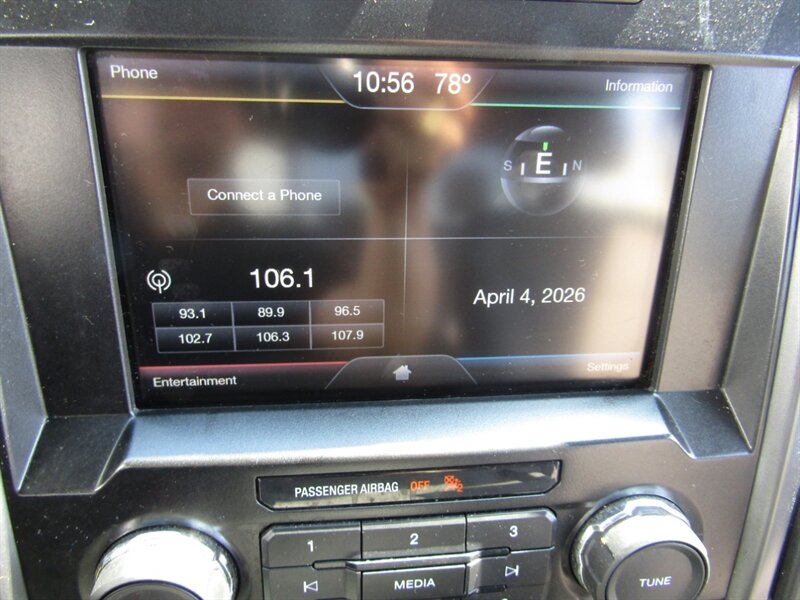 Phone
10:56 78°
Information
S E N
Connect a Phone
106.1
93.1 89.9 96.5
102.7 106.3 107.9
April 4, 2026
Entertainment
Settings
PASSENGER AIRBAG OFF
1 2 3
MEDIA
TUNE